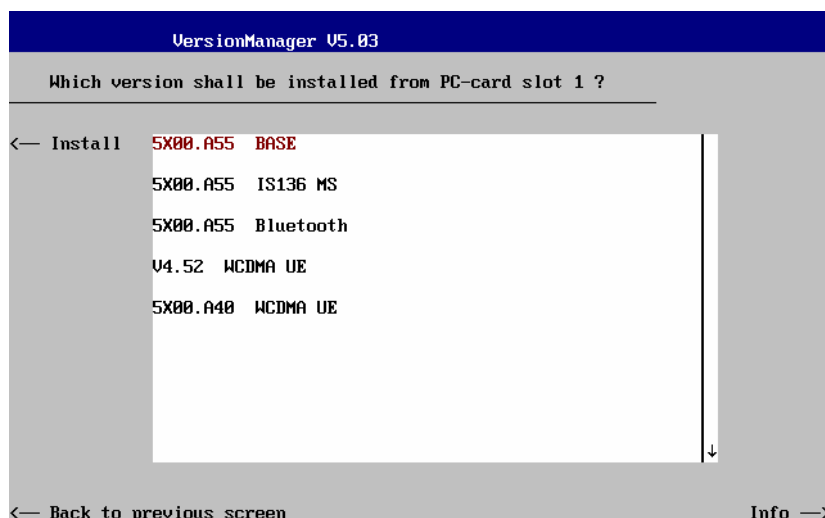 VersionManager V5.03
Which version shall be installed from PC-card slot 1 ?
<— Install 5X00.A55 BASE
5X00.A55 IS136 MS
5X00.A55 Bluetooth
V4.52 WCDMA UE
5X00.A40 WCDMA UE
↓
<— Back to previous screen Info —>